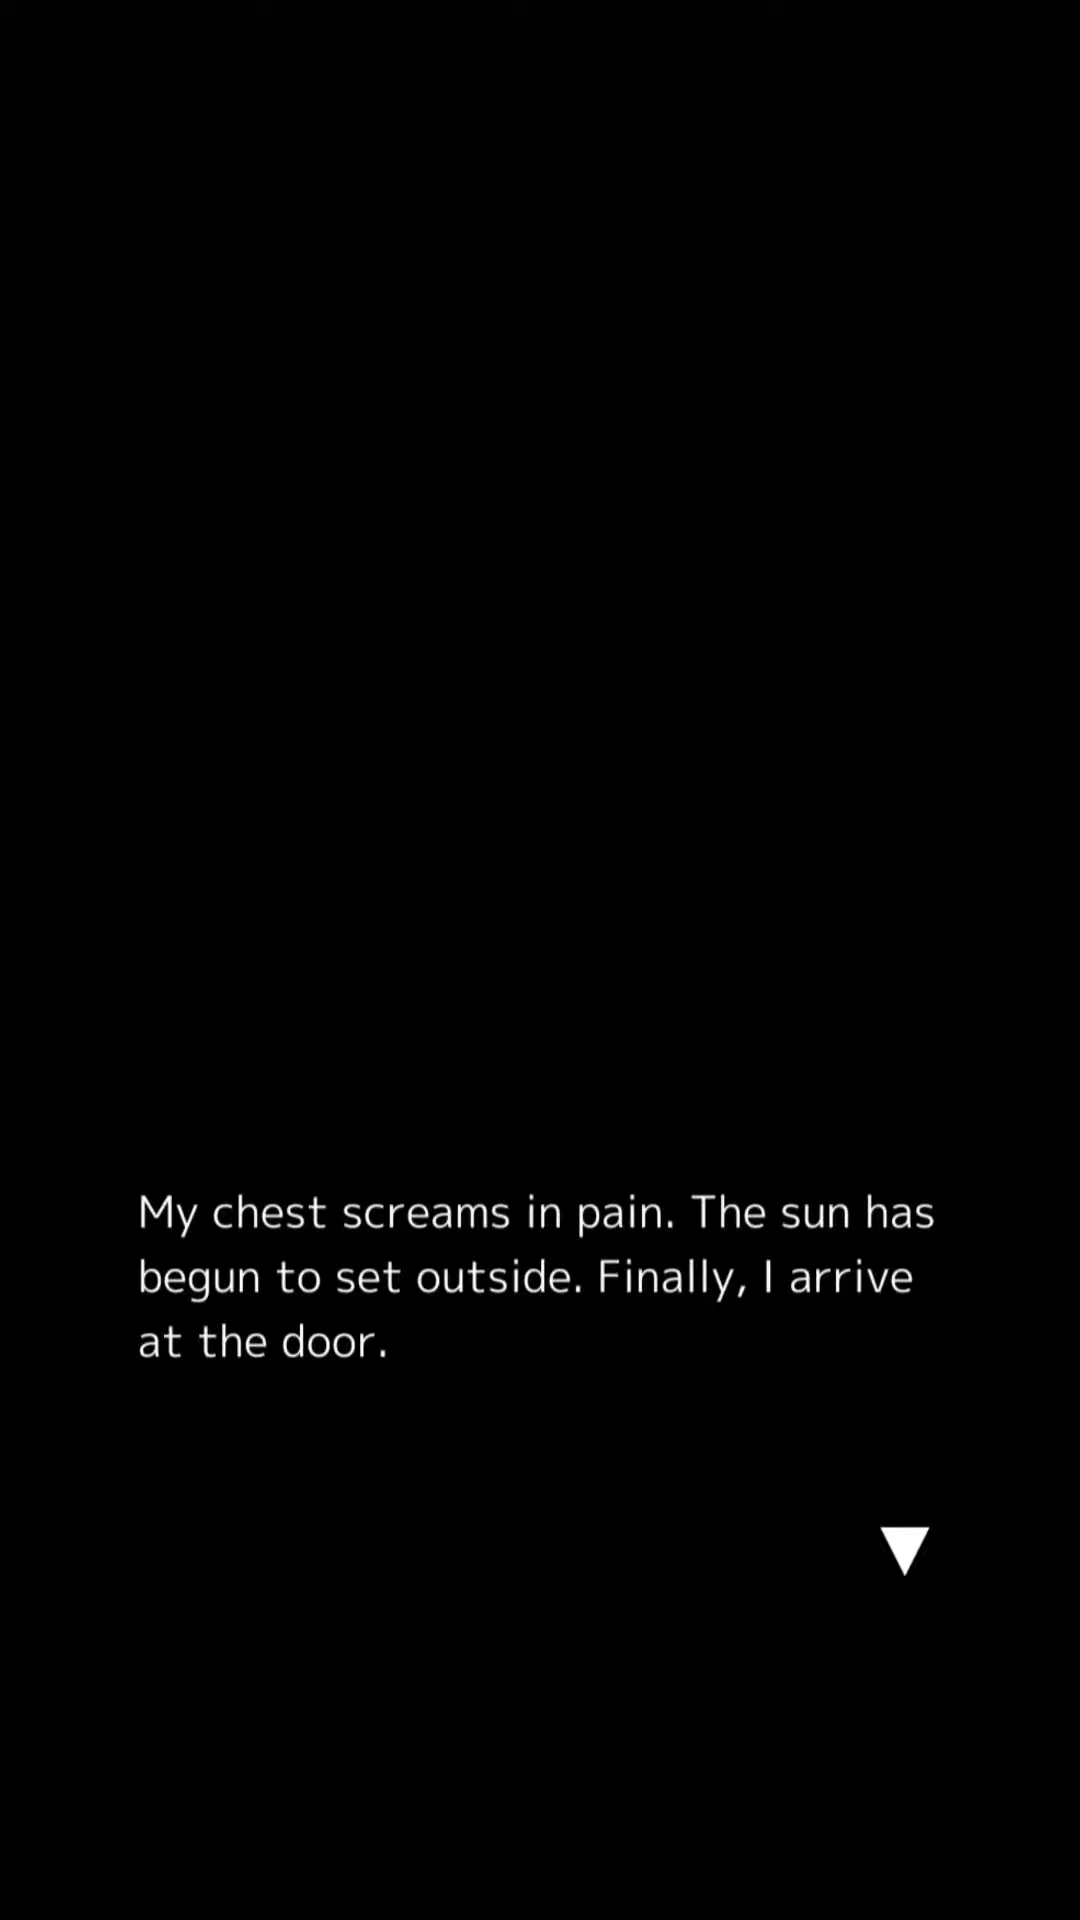 My chest screams in pain. The sun has
begun to set outside. Finally, I arrive
at the door.